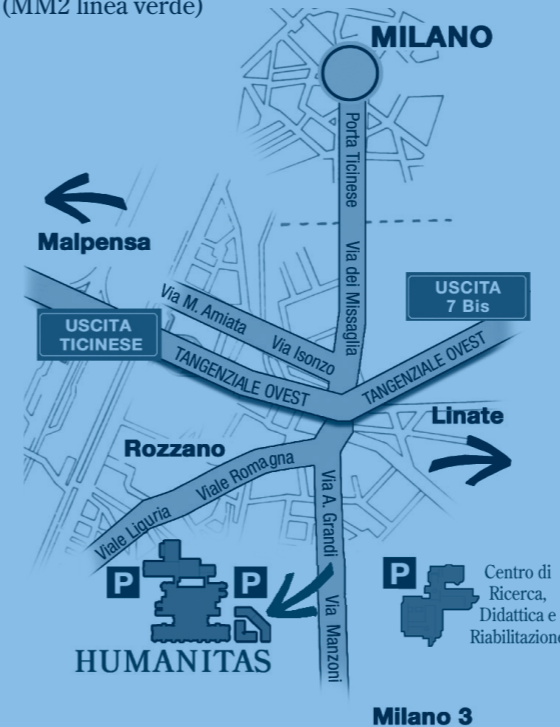 (MM2 linea verde)
MILANO
Porta Ticinese
Malpensa
Via dei Missaglia
USCITA
7 Bis
Via M. Amiata
Via Isonzo
USCITA
TICINESE
TANGENZIALE OVEST
TANGENZIALE OVEST
Linate
Rozzano
Viale Romagna
Viale Liguria
Via A. Grandi
P
P
P
Centro di
Ricerca,
Didattica e
Riabilitazione
Via Manzoni
HUMANITAS
Milano 3